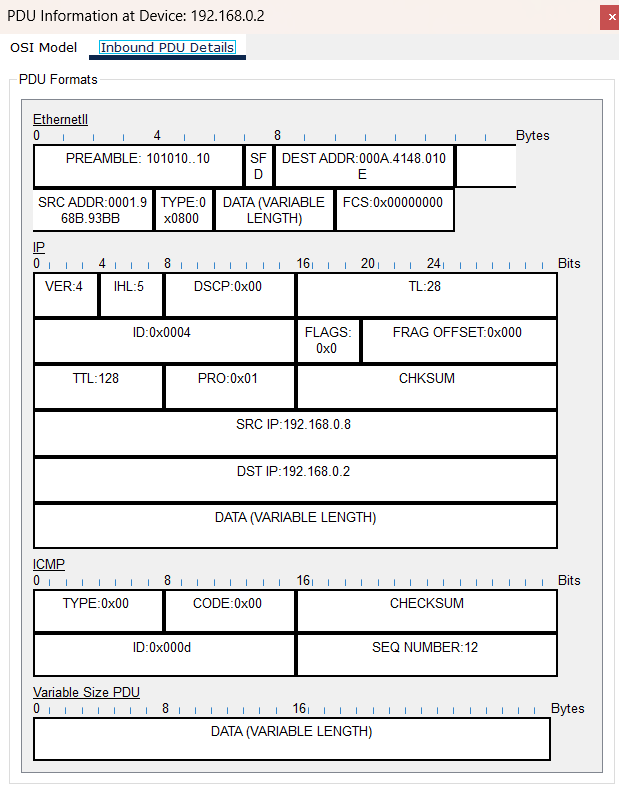 PDU Information at Device: 192.168.0.2
×
OSI Model
Inbound PDU Details
PDU Formats
EthernetII
0 4 8 Bytes
PREAMBLE: 101010..10
SF
D
DEST ADDR:000A.4148.010
E
SRC ADDR:0001.9
68B.93BB
TYPE:0
x0800
DATA (VARIABLE
LENGTH)
FCS:0x00000000
IP
0 4 8 16 20 24 Bits
VER:4 IHL:5 DSCP:0x00 TL:28
ID:0x0004
FLAGS:
0x0
FRAG OFFSET:0x000
TTL:128 PRO:0x01 CHKSUM
SRC IP:192.168.0.8
DST IP:192.168.0.2
DATA (VARIABLE LENGTH)
ICMP
0 8 16 Bits
TYPE:0x00 CODE:0x00 CHECKSUM
ID:0x000d SEQ NUMBER:12
Variable Size PDU
0 8 16 Bytes
DATA (VARIABLE LENGTH)